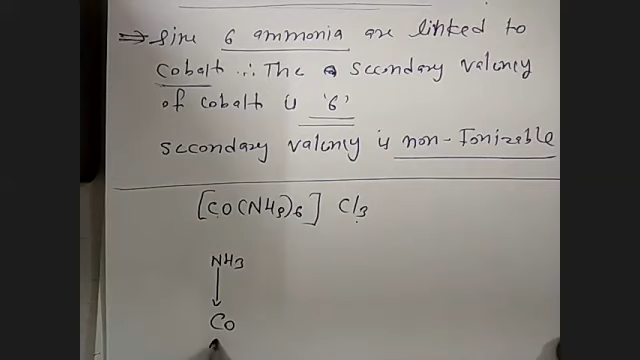 ⇒ Sine 6 ammonia are linked to
Cobalt ∴ The secondary valency
of cobalt is '6'
secondary valency is non-Ionizable
[CO(NH3)6] Cl3
NH3
↓
Co